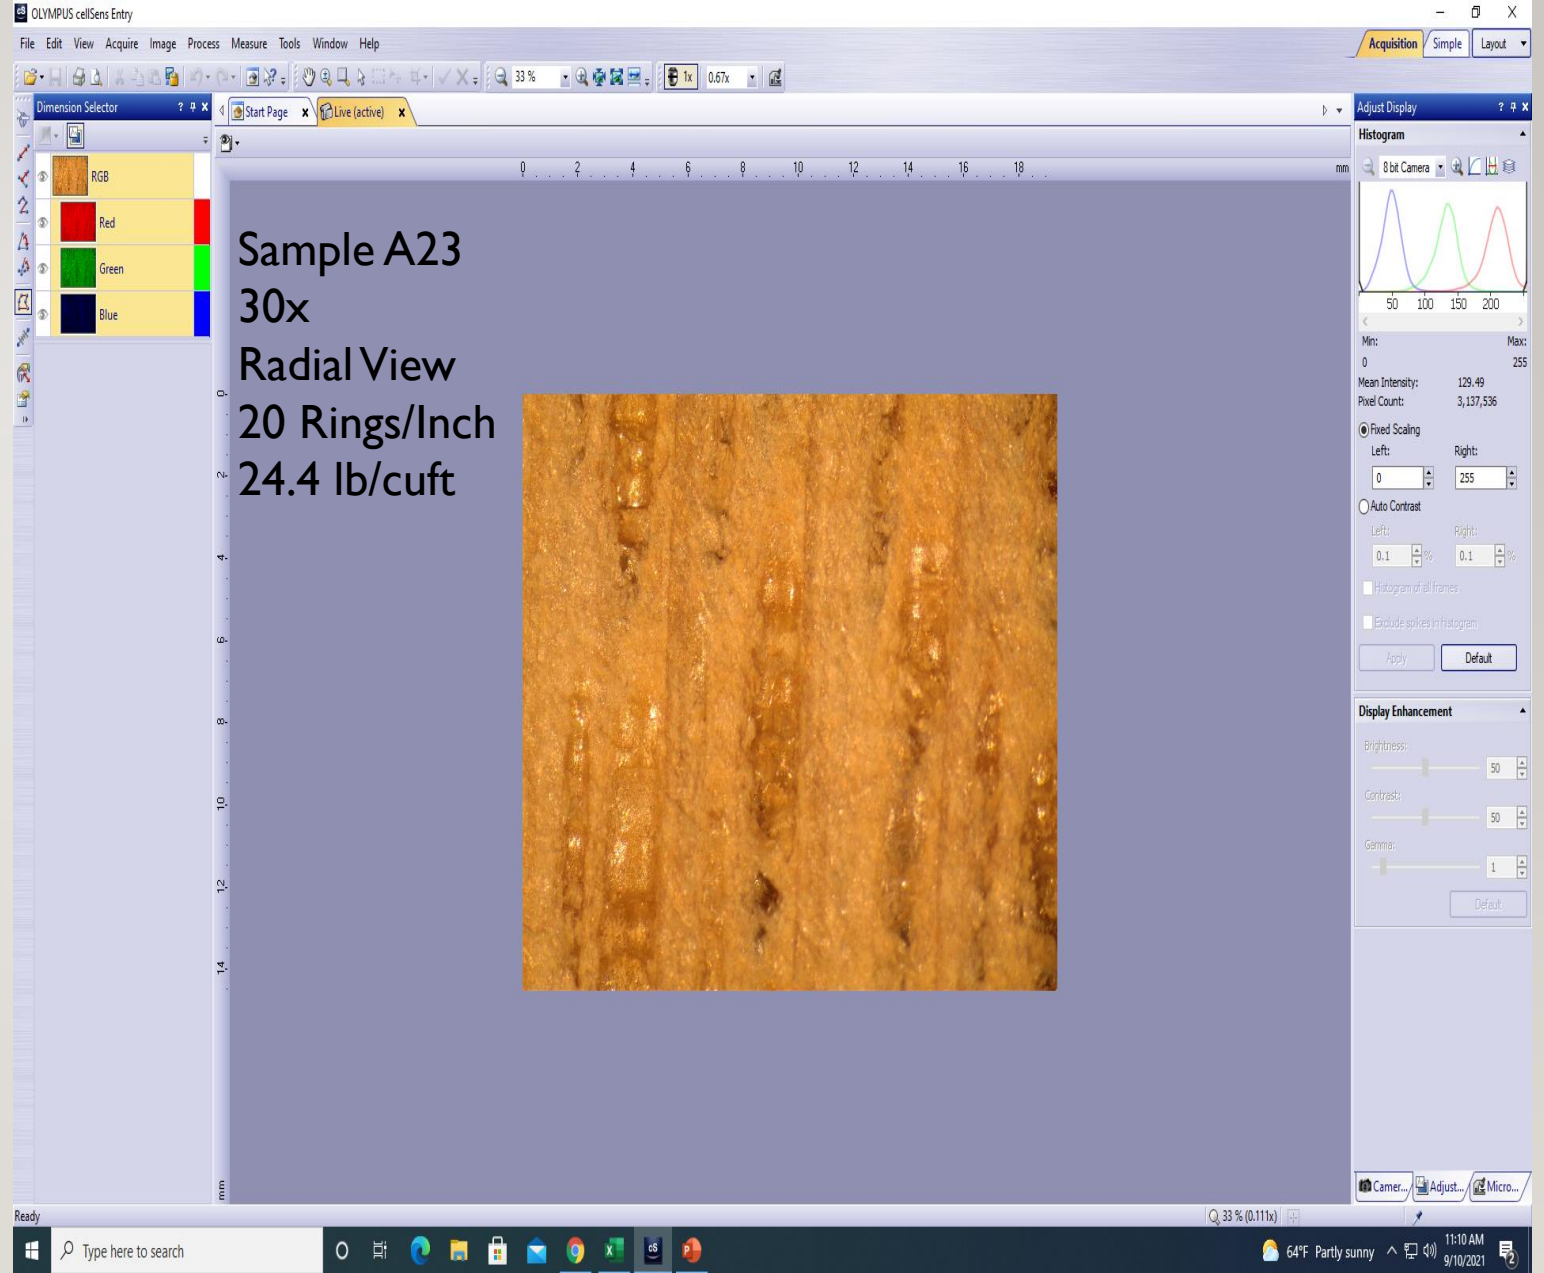 OLYMPUS cellSens Entry
File Edit View Acquire Image Process Measure Tools Window Help
Acquisition Simple Layout
33 % 1x 0.67x
Dimension Selector
Start Page Live (active)
Adjust Display
Histogram
8 bit Camera
RGB
Red
Green
Blue
0 2 4 6 8 10 12 14 16 18 mm
0 2 4 6 8 10 12 14 mm
Sample A23
30x
Radial View
20 Rings/Inch
24.4 lb/cuft
50 100 150 200
Min: Max:
0 255
Mean Intensity: 129.49
Pixel Count: 3,137,536
Fixed Scaling
Left: Right:
0 255
Auto Contrast
Left: Right:
0.1 % 0.1 %
Histogram of all frames
Exclude spikes in histogram
Apply Default
Display Enhancement
Brightness:
50
Contrast:
50
Gamma:
1
Default
Camer... Adjust... Micro...
Ready
33 % (0.111x)
Type here to search
64°F Partly sunny
11:10 AM
9/10/2021
2